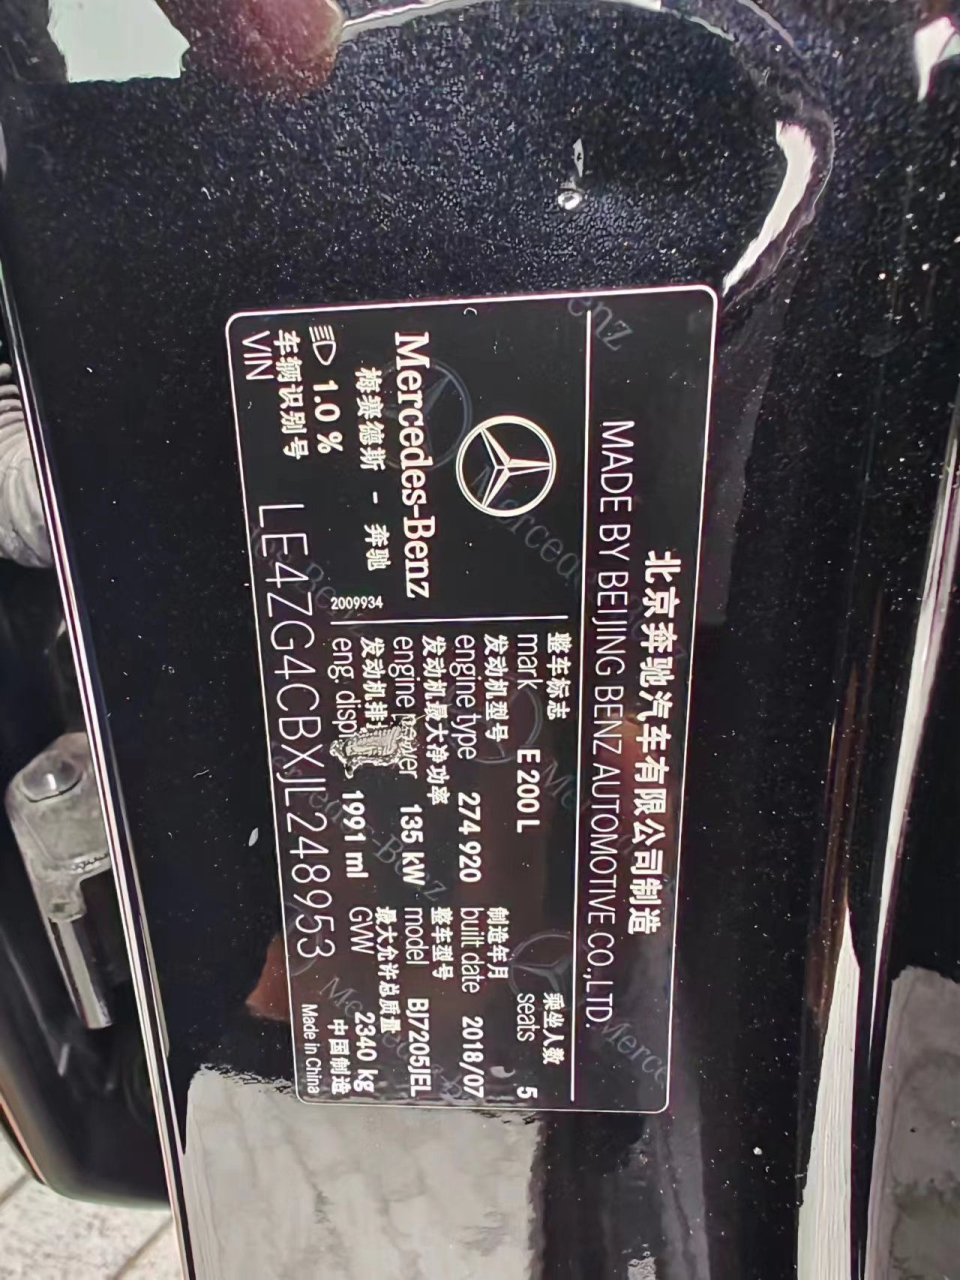 北京奔驰汽车有限公司制造
MADE BY BEIJING BENZ AUTOMOTIVE CO.,LTD.
Mercedes-Benz
梅赛德斯 - 奔驰
2009934
1.0 %
整车标志
mark E 200 L
乘坐人数
seats 5
发动机型号
engine type 274 920
制造年月
built date 2018/07
发动机最大净功率
engine power 135 kW
整车型号
model BJ7205JEL
发动机排
eng. displ. 1991 ml
最大允许总质量
GVW 2340 kg
车辆识别号
VIN LE4ZG4CBXJL248953
中国制造
Made in China